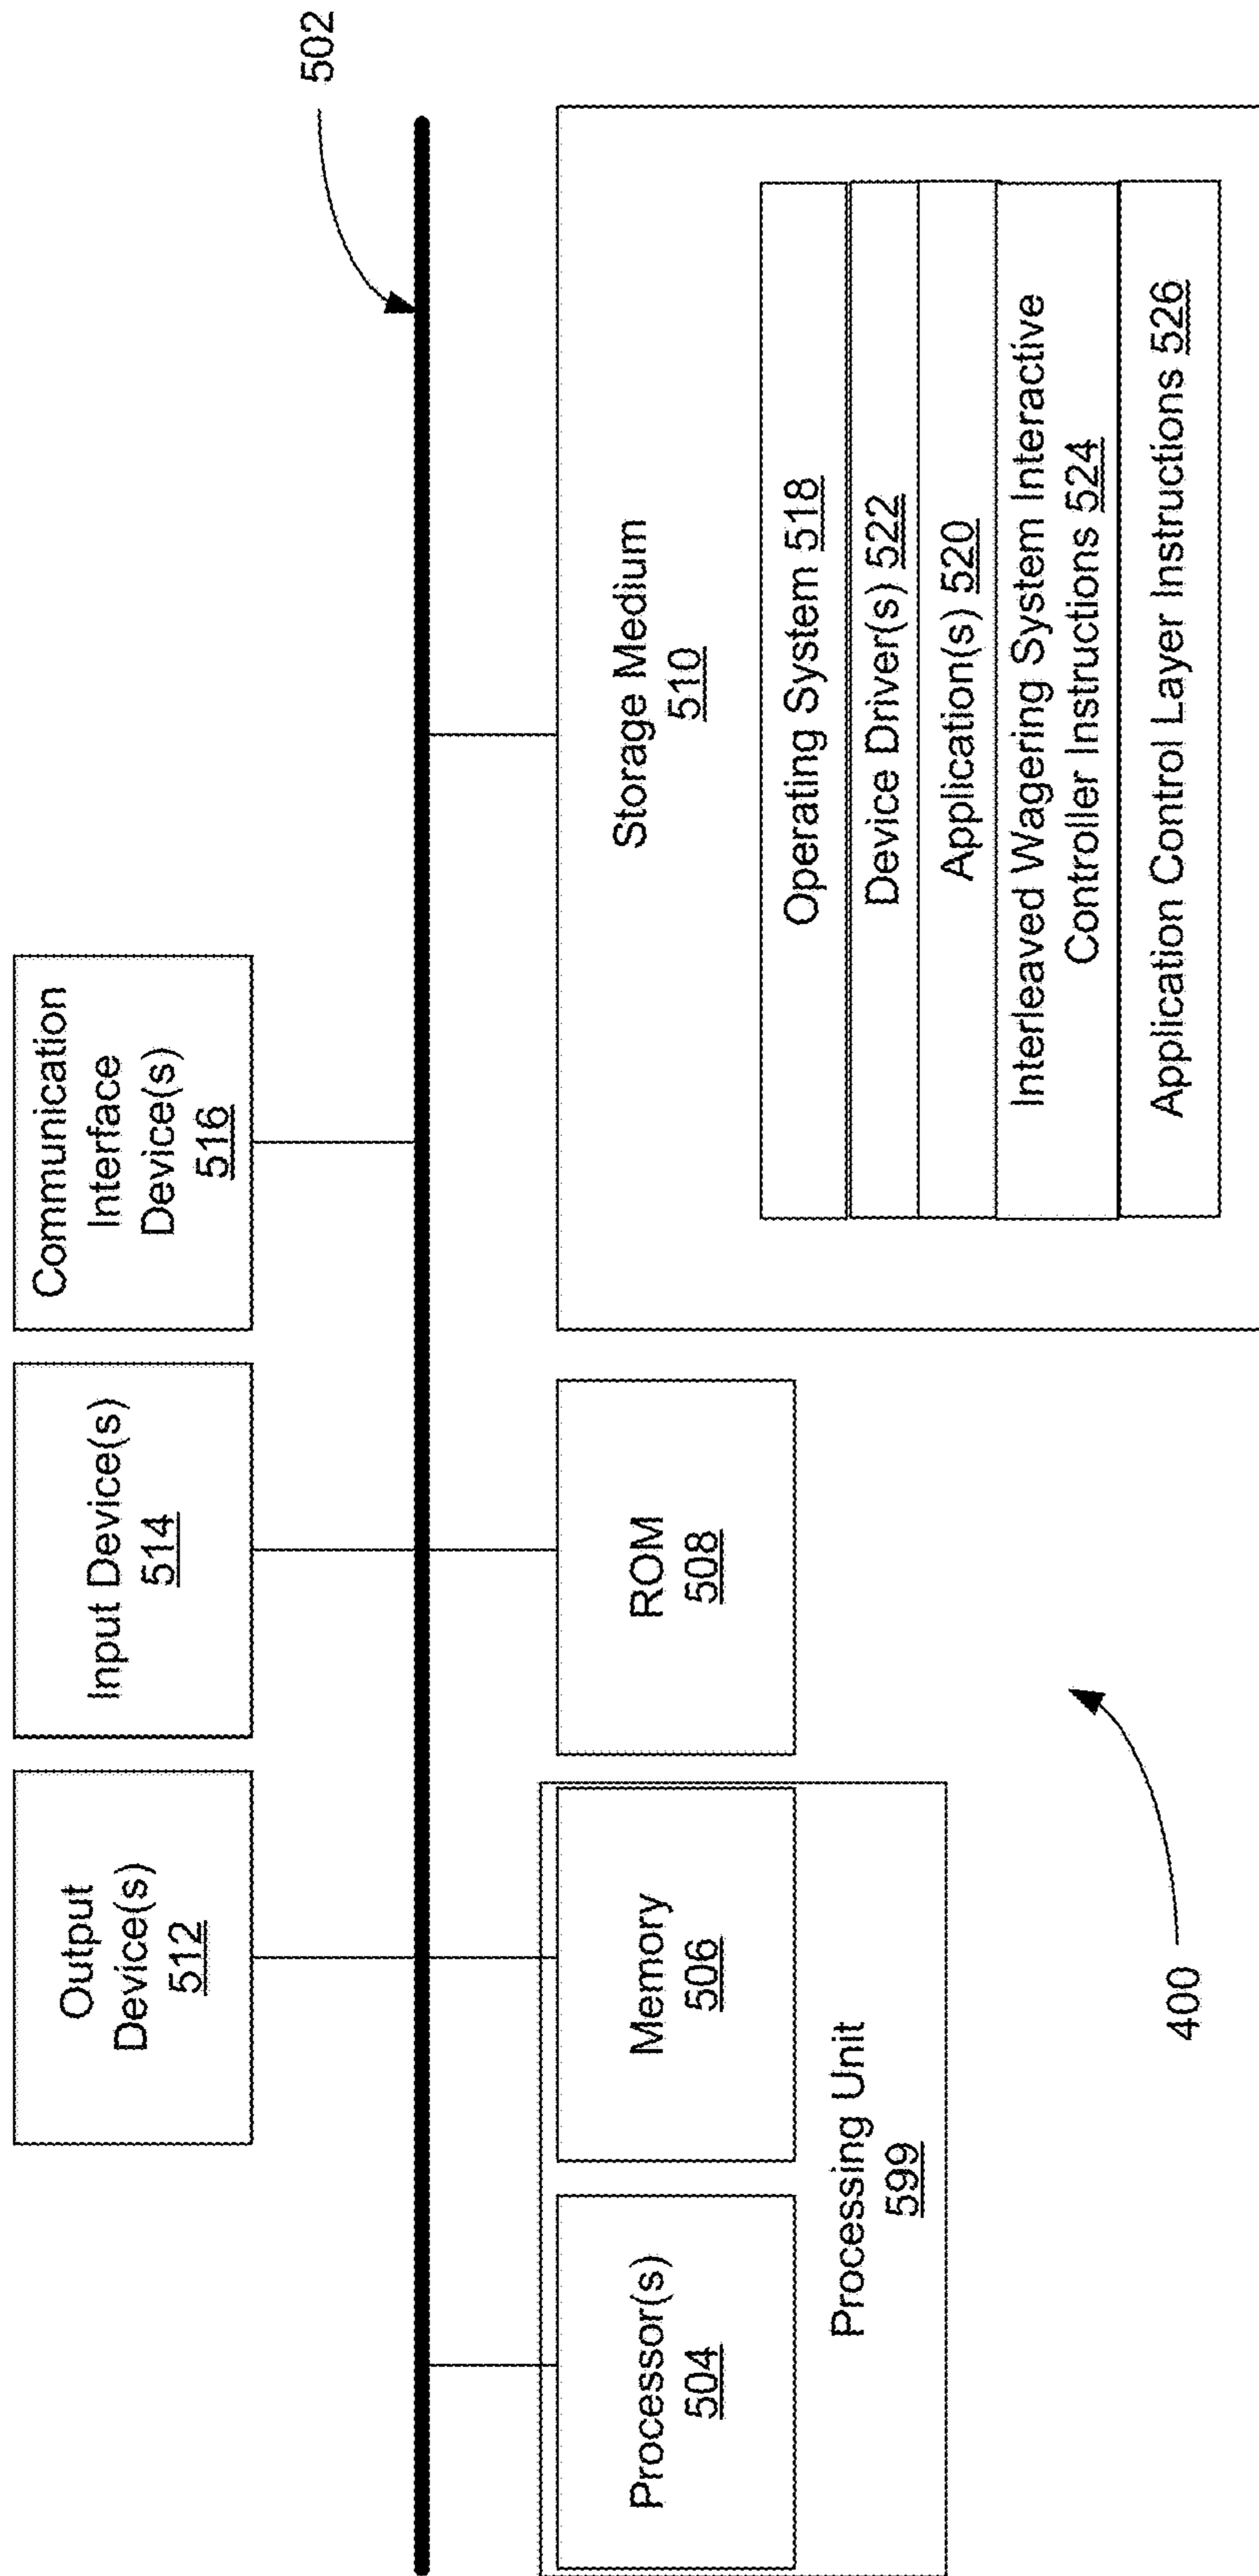 502
Output
Device(s)
512
Input Device(s)
514
Communication
Interface
Device(s)
516
Processor(s)
504
Memory
506
Processing Unit
599
ROM
508
Storage Medium
510
Operating System 518
Device Driver(s) 522
Application(s) 520
Interleaved Wagering System Interactive
Controller Instructions 524
Application Control Layer Instructions 526
400